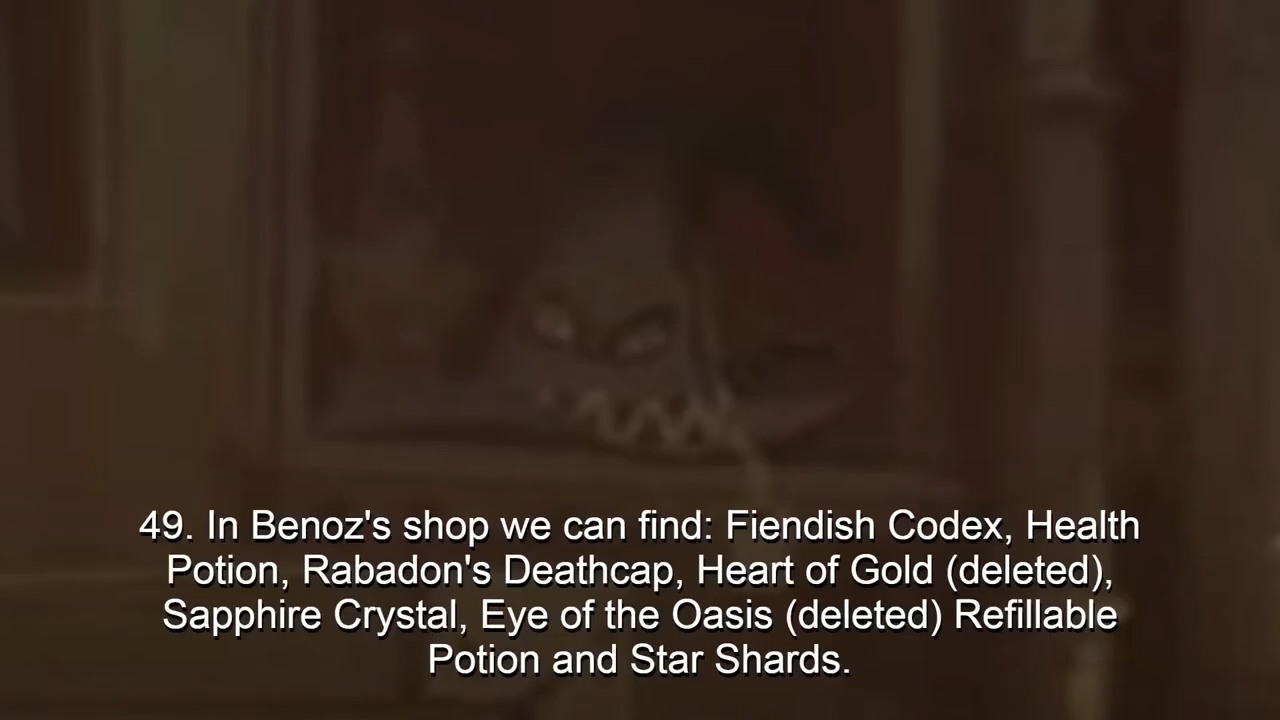 49. In Benoz's shop we can find: Fiendish Codex, Health
Potion, Rabadon's Deathcap, Heart of Gold (deleted),
Sapphire Crystal, Eye of the Oasis (deleted) Refillable
Potion and Star Shards.